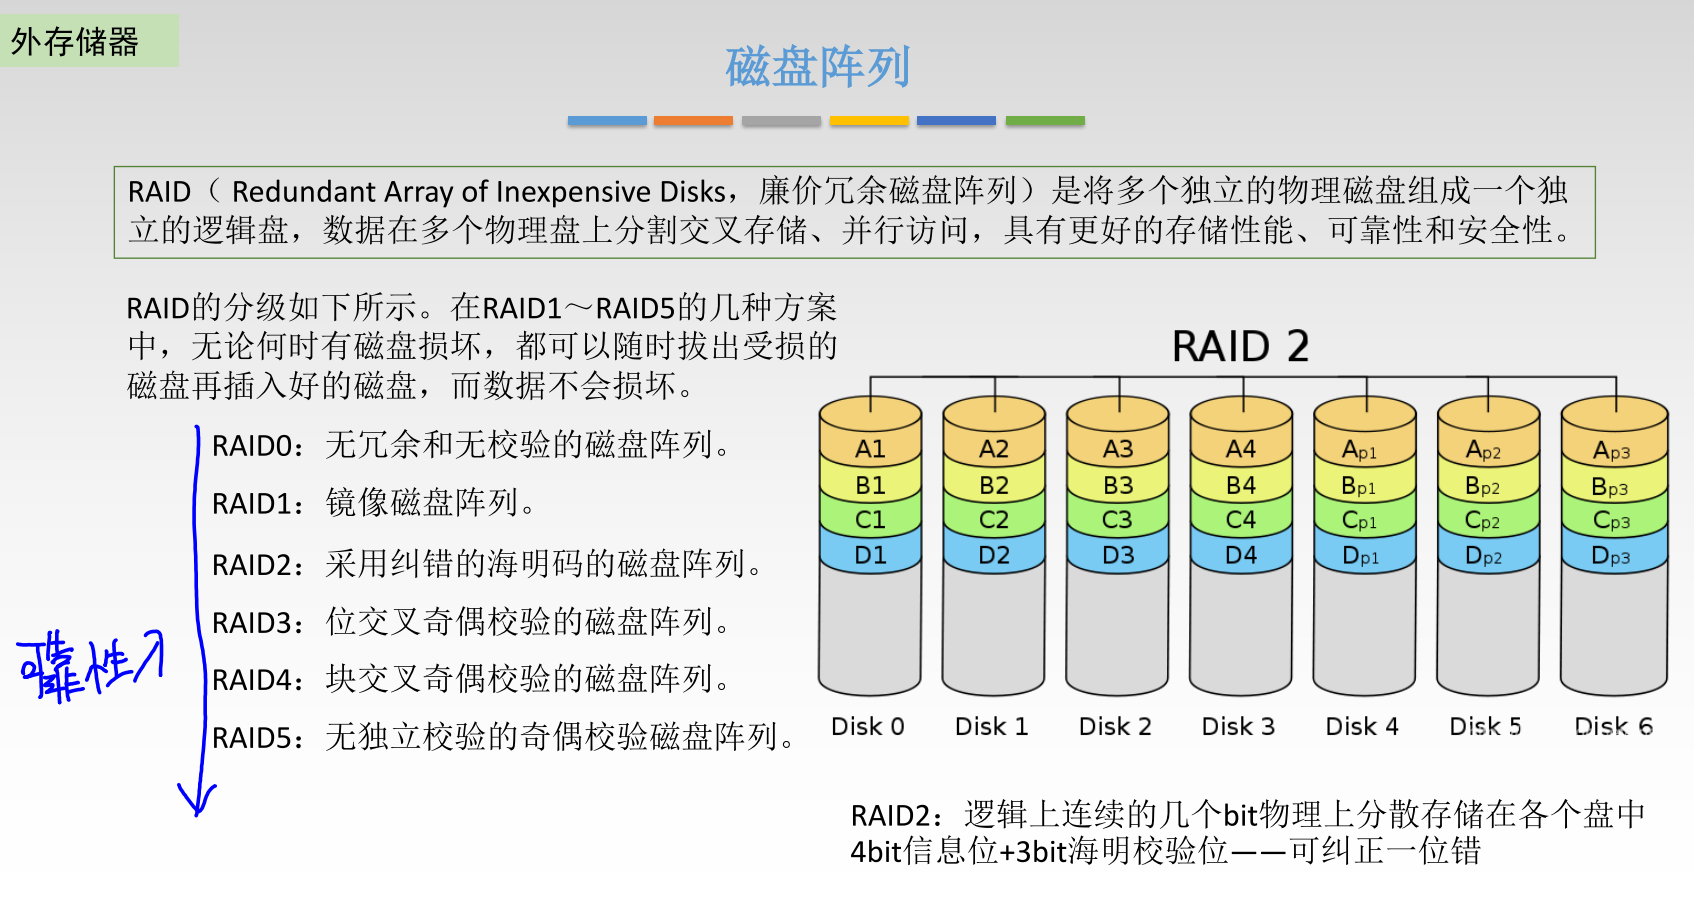 外存储器
磁盘阵列
RAID（ Redundant Array of Inexpensive Disks，廉价冗余磁盘阵列）是将多个独立的物理磁盘组成一个独
立的逻辑盘，数据在多个物理盘上分割交叉存储、并行访问，具有更好的存储性能、可靠性和安全性。
RAID的分级如下所示。在RAID1～RAID5的几种方案
中，无论何时有磁盘损坏，都可以随时拔出受损的
磁盘再插入好的磁盘，而数据不会损坏。
RAID0：无冗余和无校验的磁盘阵列。
RAID1：镜像磁盘阵列。
RAID2：采用纠错的海明码的磁盘阵列。
RAID3：位交叉奇偶校验的磁盘阵列。
RAID4：块交叉奇偶校验的磁盘阵列。
RAID5：无独立校验的奇偶校验磁盘阵列。
可靠性↗
RAID 2
A1 A2 A3 A4 Ap1 Ap2 Ap3
B1 B2 B3 B4 Bp1 Bp2 Bp3
C1 C2 C3 C4 Cp1 Cp2 Cp3
D1 D2 D3 D4 Dp1 Dp2 Dp3
Disk 0 Disk 1 Disk 2 Disk 3 Disk 4 Disk 5 Disk 6
RAID2：逻辑上连续的几个bit物理上分散存储在各个盘中
4bit信息位+3bit海明校验位——可纠正一位错